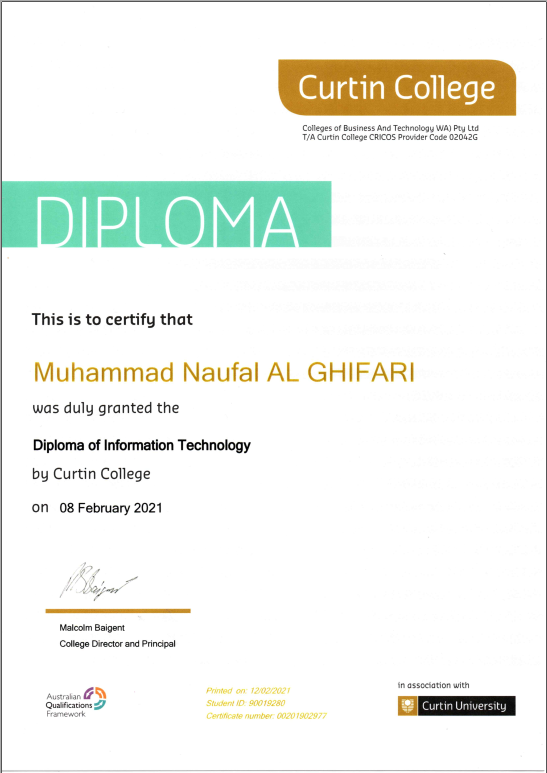 Curtin College
Colleges of Business And Technology WA) Pty Ltd
T/A Curtin College CRICOS Provider Code 02042G
DIPLOMA
This is to certify that
Muhammad Naufal AL GHIFARI
was duly granted the
Diploma of Information Technology
by Curtin College
on 08 February 2021
Malcolm Baigent
College Director and Principal
Australian
Qualifications
Framework
Printed on: 12/02/2021
Student ID: 90019280
Certificate number: 00201902977
in association with
Curtin University